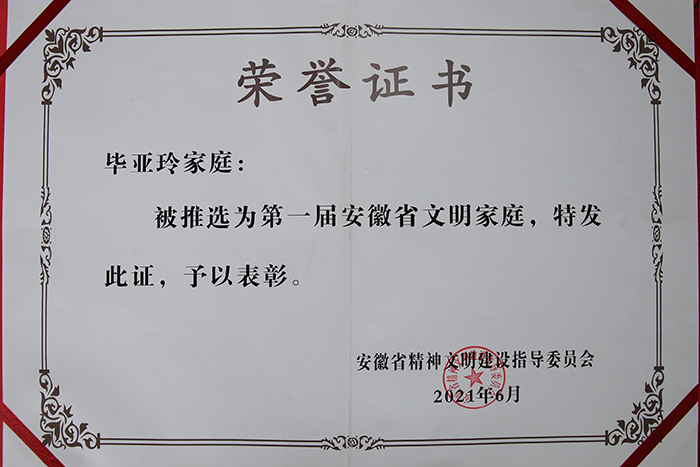 荣誉证书
毕亚玲家庭：
被推选为第一届安徽省文明家庭，特发
此证，予以表彰。
安徽省精神文明建设指导委员会
2021年6月